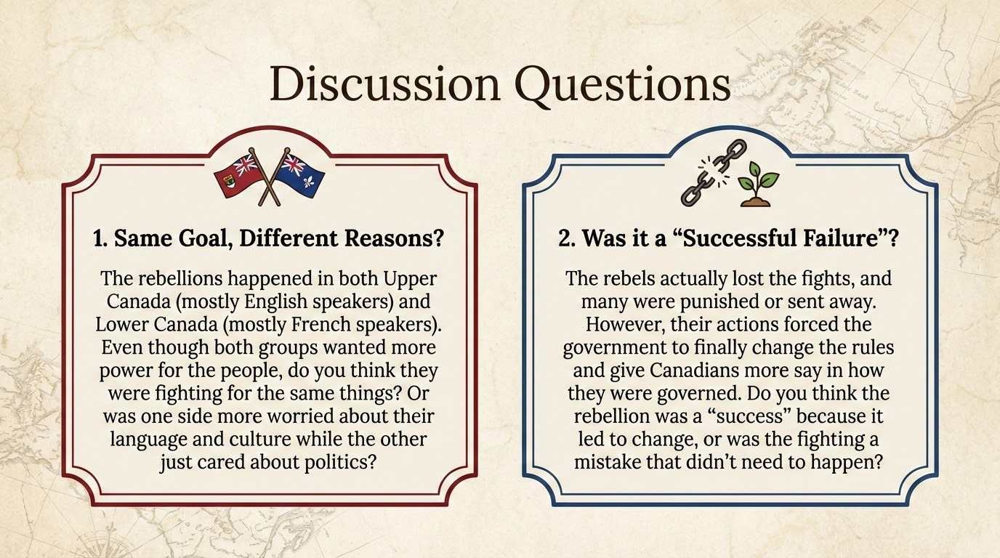 Discussion Questions
1. Same Goal, Different Reasons?
The rebellions happened in both Upper
Canada (mostly English speakers) and
Lower Canada (mostly French speakers).
Even though both groups wanted more
power for the people, do you think they
were fighting for the same things? Or
was one side more worried about their
language and culture while the other
just cared about politics?
2. Was it a “Successful Failure”?
The rebels actually lost the fights, and
many were punished or sent away.
However, their actions forced the
government to finally change the rules
and give Canadians more say in how
they were governed. Do you think the
rebellion was a “success” because it
led to change, or was the fighting a
mistake that didn’t need to happen?